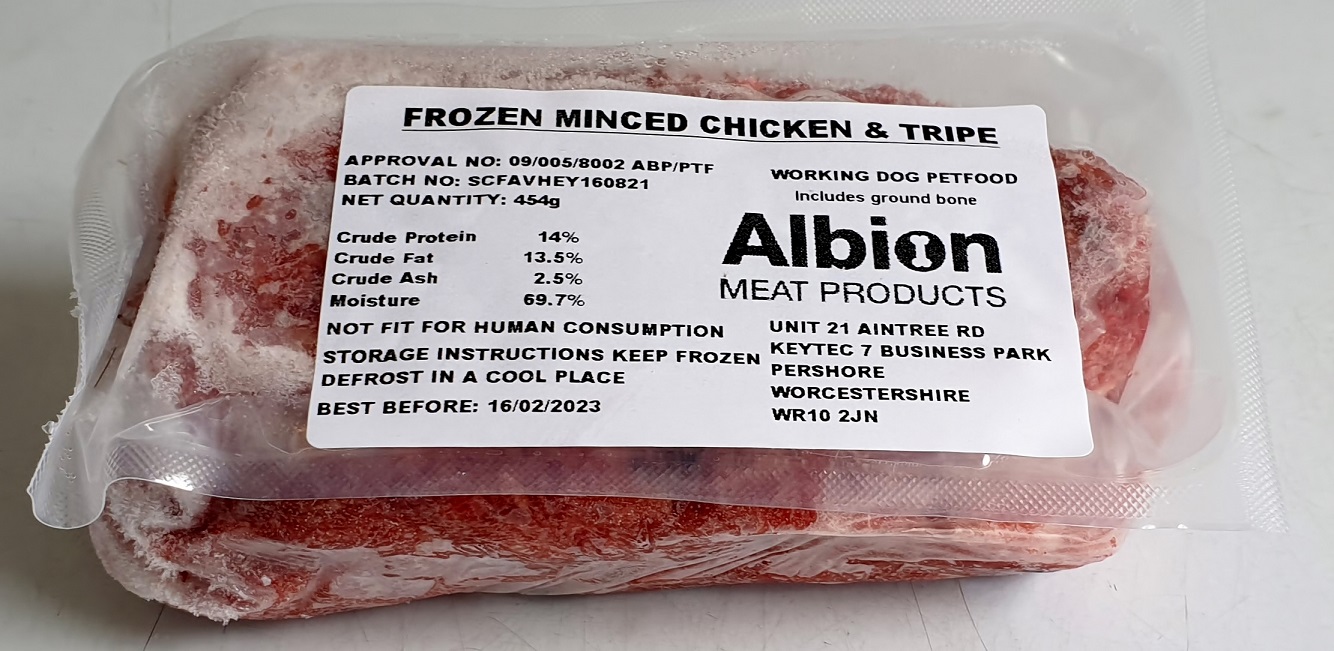 FROZEN MINCED CHICKEN & TRIPE
APPROVAL NO: 09/005/8002 ABP/PTF
BATCH NO: SCFAVHEY160821
NET QUANTITY: 454g
Crude Protein 14%
Crude Fat 13.5%
Crude Ash 2.5%
Moisture 69.7%
NOT FIT FOR HUMAN CONSUMPTION
STORAGE INSTRUCTIONS KEEP FROZEN
DEFROST IN A COOL PLACE
BEST BEFORE: 16/02/2023
WORKING DOG PETFOOD
Includes ground bone
Albion
MEAT PRODUCTS
UNIT 21 AINTREE RD
KEYTEC 7 BUSINESS PARK
PERSHORE
WORCESTERSHIRE
WR10 2JN